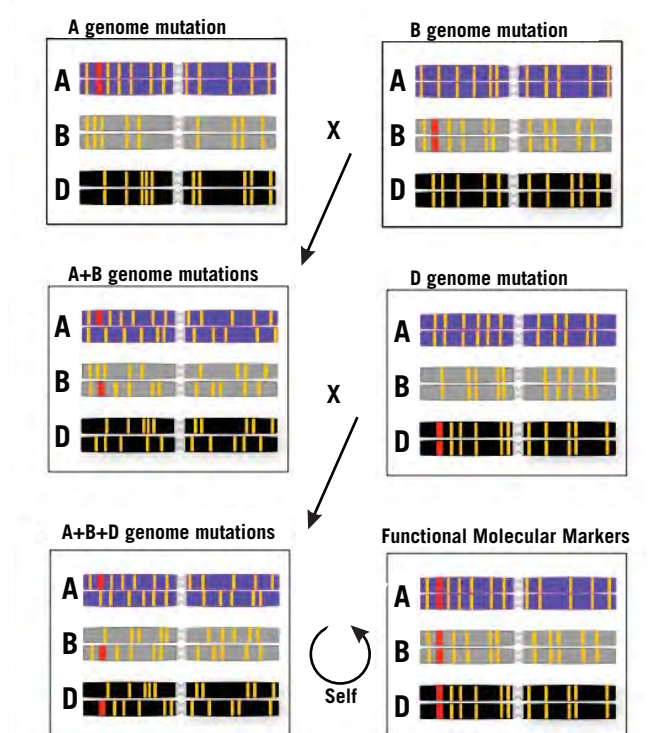 A genome mutation
B genome mutation
A
B
D
X
A
B
D
A+B genome mutations
D genome mutation
A
B
D
X
A
B
D
A+B+D genome mutations
Functional Molecular Markers
A
B
D
Self
A
B
D